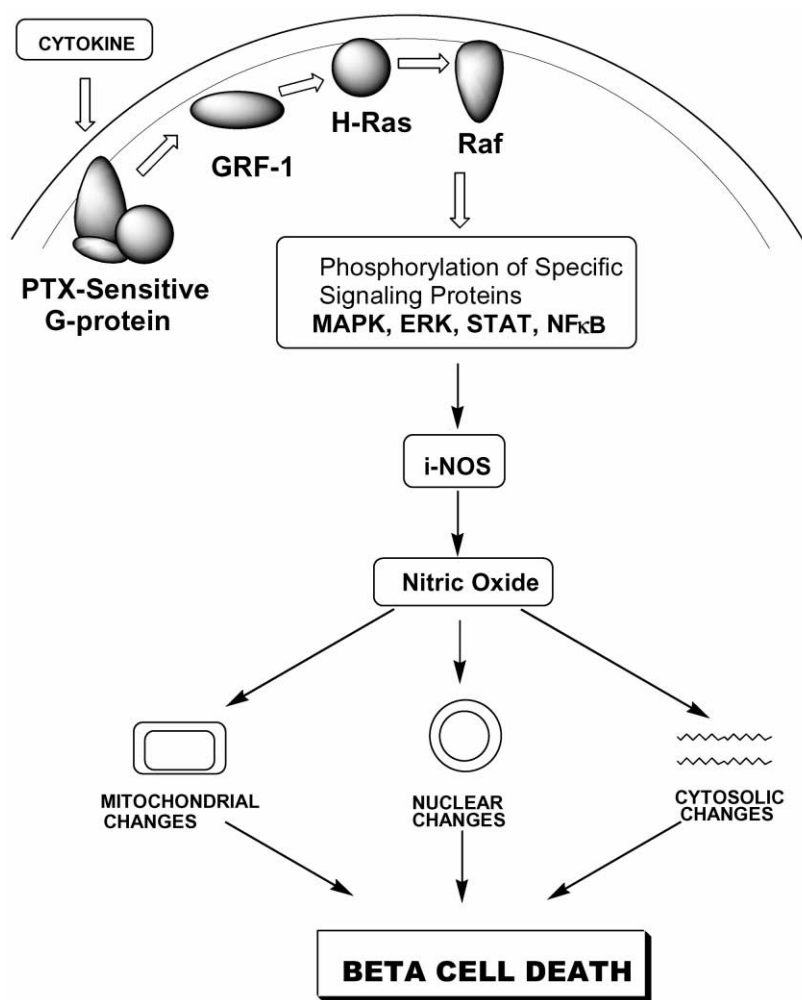 CYTOKINE
H-Ras
Raf
GRF-1
PTX-Sensitive
G-protein
Phosphorylation of Specific
Signaling Proteins
MAPK, ERK, STAT, NFκB
i-NOS
Nitric Oxide
MITOCHONDRIAL
CHANGES
NUCLEAR
CHANGES
CYTOSOLIC
CHANGES
BETA CELL DEATH